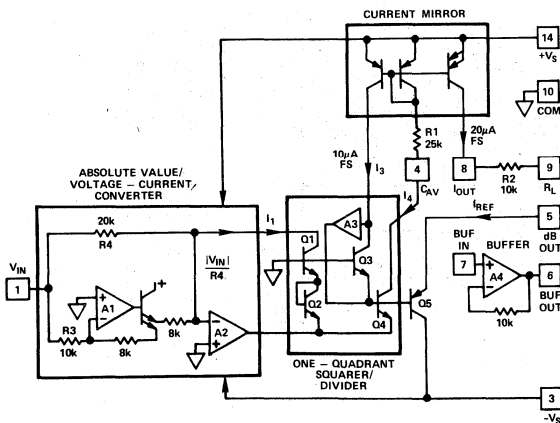 CURRENT MIRROR
14
+VS
10
COM
R1
25k
20µA
FS
10µA
FS
I3
4
CAV
8
IOUT
R2
10k
9
RL
ABSOLUTE VALUE/
VOLTAGE – CURRENT
CONVERTER
20k
R4
I1
|VIN|
R4
A3
I4
IREF
5
dB
OUT
Q1
Q3
Q2
Q4
Q5
BUF
IN
BUFFER
7
+
–
A4
6
BUF
OUT
10k
VIN
1
+
+
–
A1
R3
10k
8k
8k
–
+
A2
ONE – QUADRANT
SQUARER/
DIVIDER
3
-VS